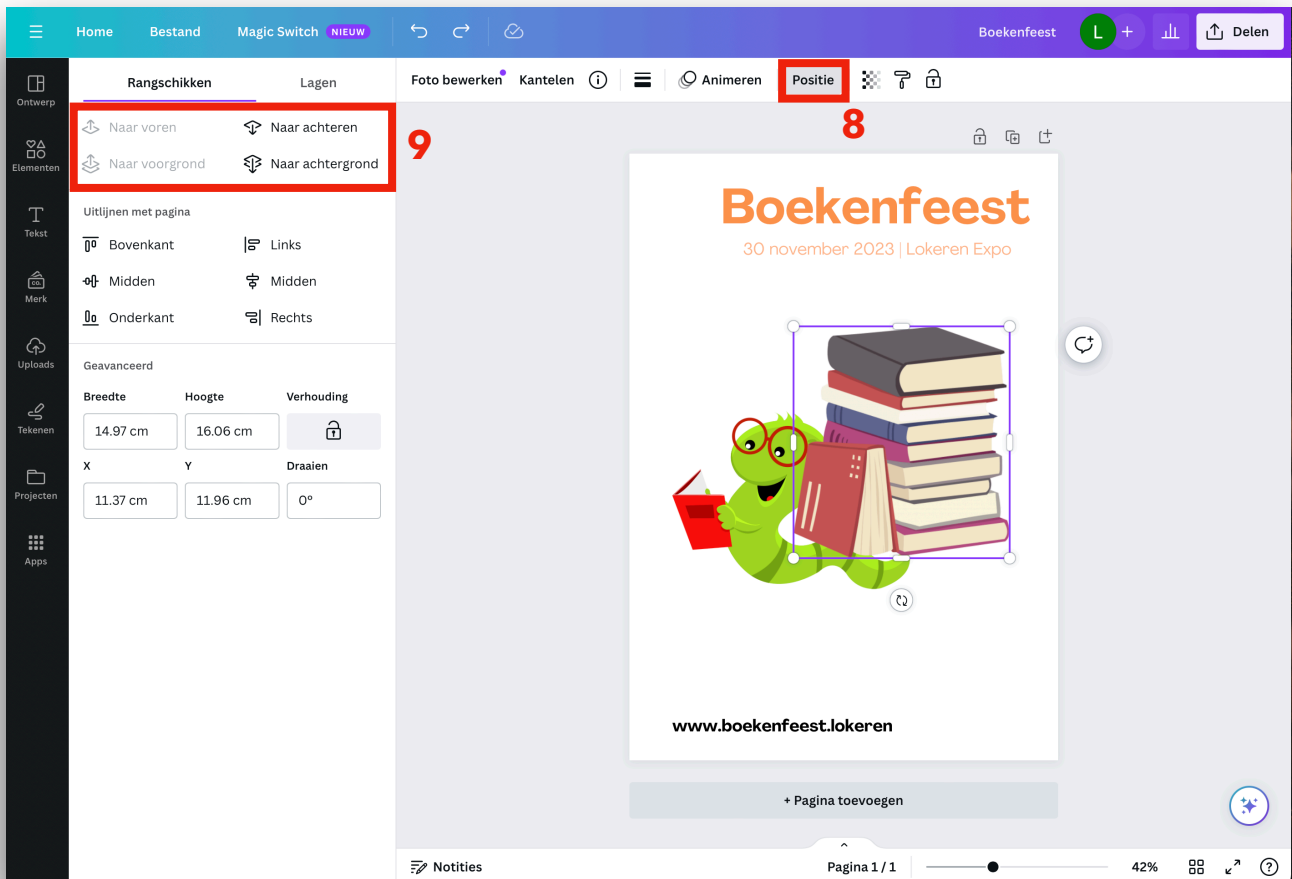 Home Bestand Magic Switch NIEUW Boekenfeest L + Delen
Rangschikken Lagen
Foto bewerken Kantelen Animeren Positie
8
9
Ontwerp
Elementen
Tekst
Merk
CO.
Uploads
Tekenen
Projecten
Apps
Naar voren Naar achteren
Naar voorgrond Naar achtergrond
Uitlijnen met pagina
Bovenkant Links
Midden Midden
Onderkant Rechts
Geavanceerd
Breedte Hoogte Verhouding
14.97 cm 16.06 cm
X Y Draaien
11.37 cm 11.96 cm 0°
Boekenfeest
30 november 2023 | Lokeren Expo
www.boekenfeest.lokeren
+ Pagina toevoegen
Notities Pagina 1 / 1 42% ?